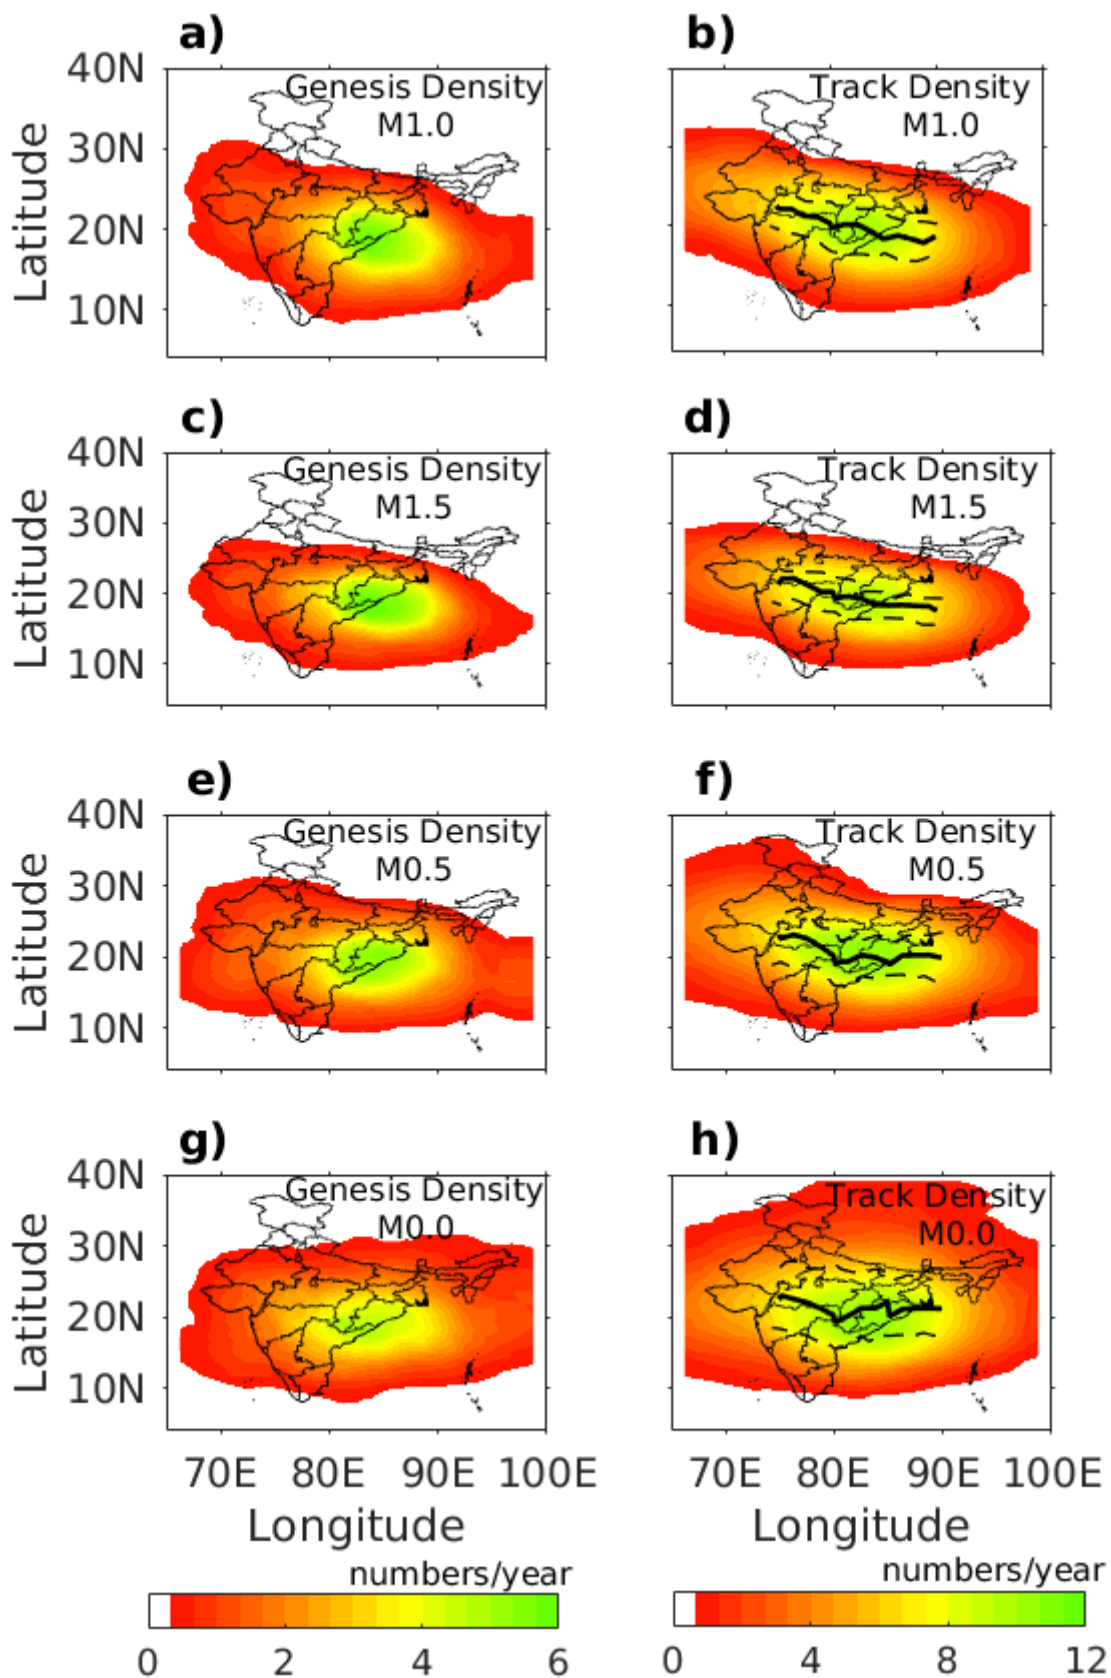 a)
b)
40N
30N
20N
10N
Latitude
Genesis Density
M1.0
Track Density
M1.0
c)
d)
40N
30N
20N
10N
Latitude
Genesis Density
M1.5
Track Density
M1.5
e)
f)
40N
30N
20N
10N
Latitude
Genesis Density
M0.5
Track Density
M0.5
g)
h)
40N
30N
20N
10N
Latitude
Genesis Density
M0.0
Track Density
M0.0
70E 80E 90E 100E
70E 80E 90E 100E
Longitude
Longitude
numbers/year
numbers/year
0 2 4 6
0 4 8 12